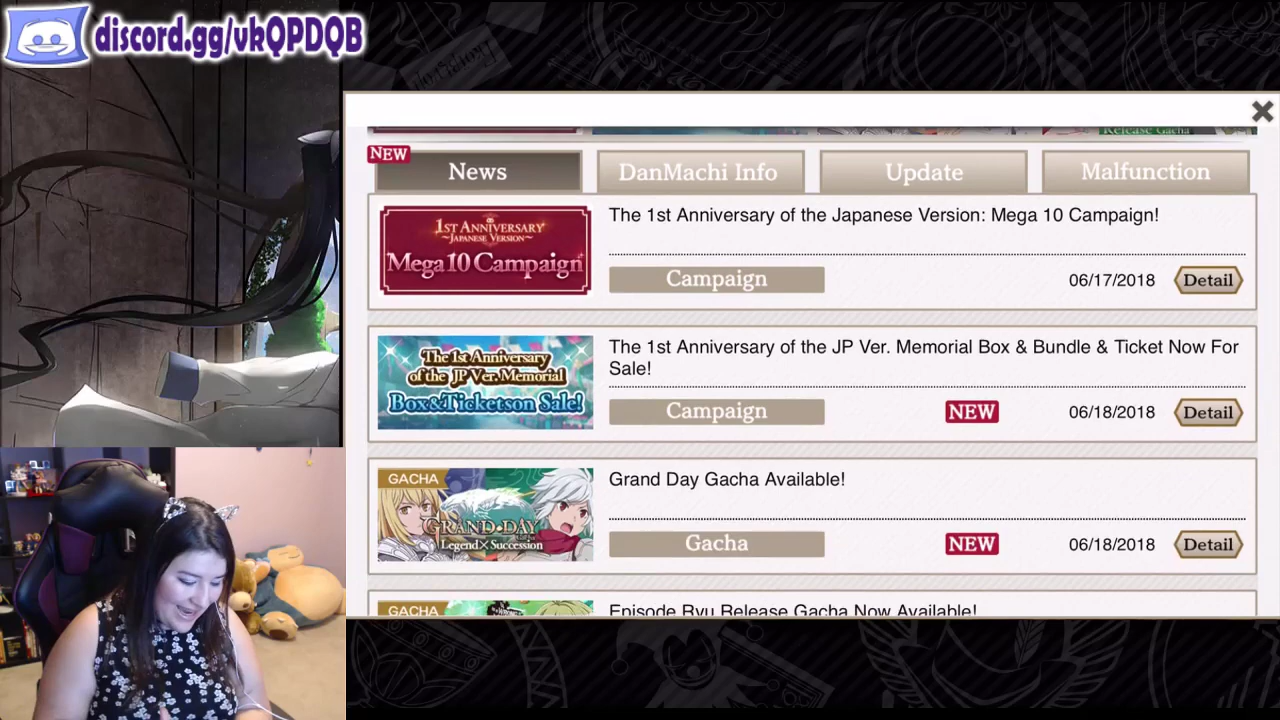 discord.gg/vkQPDQB
Release Gacha
NEW
News
DanMachi Info
Update
Malfunction
1ST ANNIVERSARY
~JAPANESE VERSION~
Mega 10 Campaign
The 1st Anniversary of the Japanese Version: Mega 10 Campaign!
Campaign
06/17/2018
Detail
The 1st Anniversary
of the JP Ver. Memorial
Box&Ticketson Sale!
The 1st Anniversary of the JP Ver. Memorial Box & Bundle & Ticket Now For
Sale!
Campaign
NEW
06/18/2018
Detail
GACHA
GRAND•DAY
Legend×Succession
Grand Day Gacha Available!
Gacha
NEW
06/18/2018
Detail
GACHA
Episode Ryu Release Gacha Now Available!